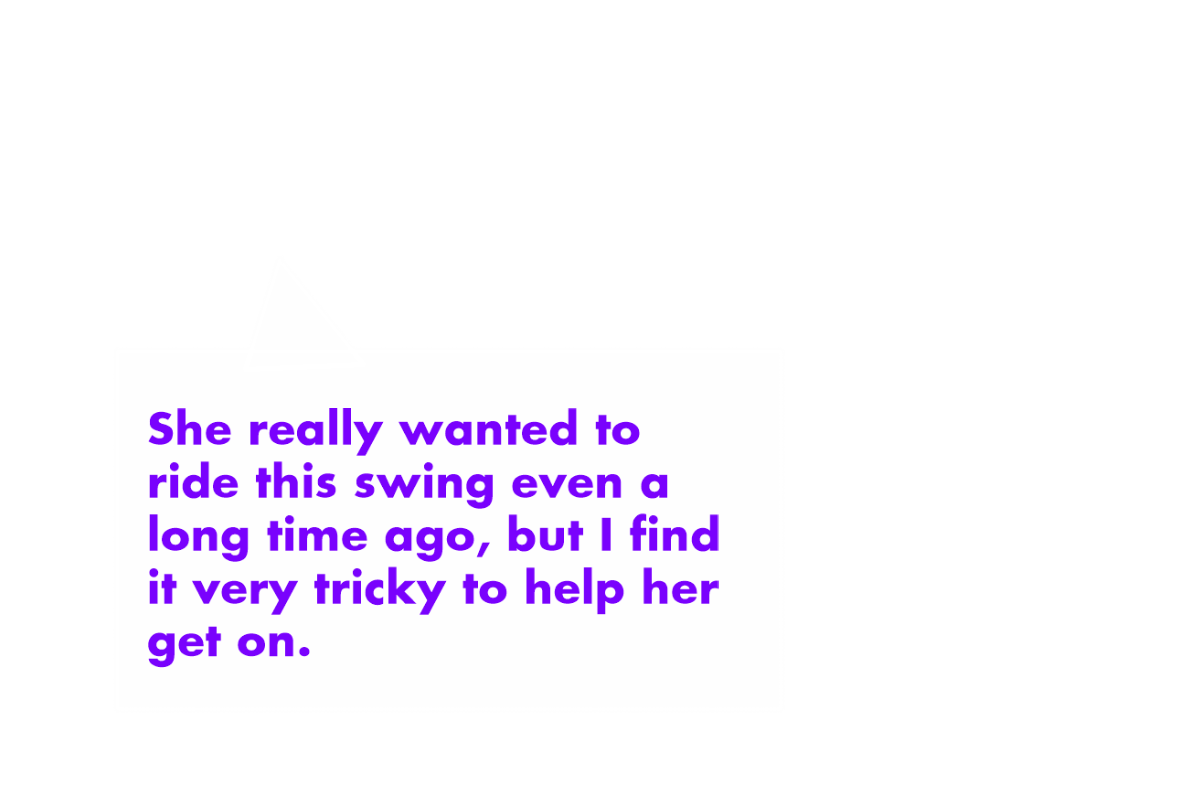 She really wanted to
ride this swing even a
long time ago, but I find
it very tricky to help her
get on.